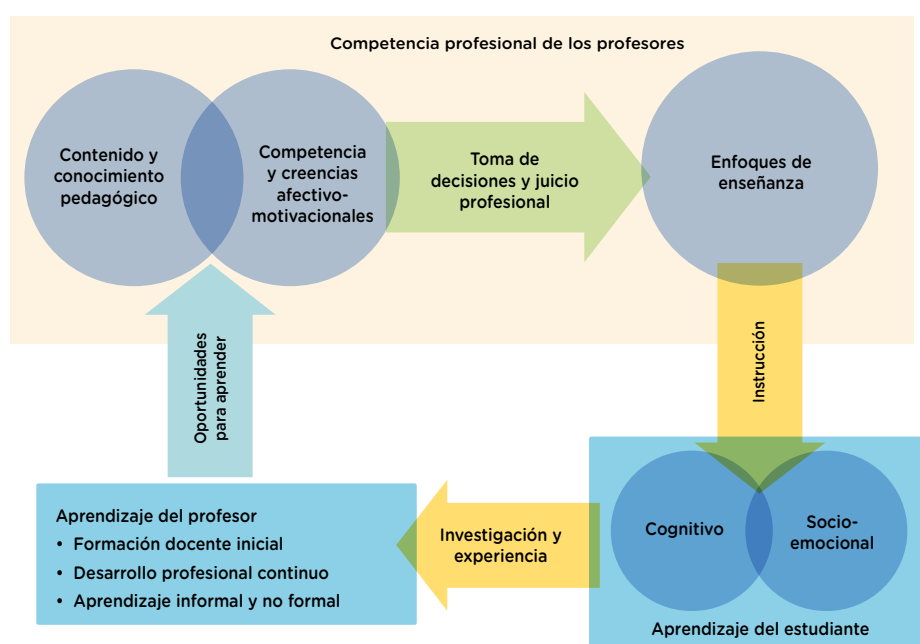 Competencia profesional de los profesores
Contenido y
conocimiento
pedagógico
Competencia
y creencias
afectivo-
motivacionales
Toma de
decisiones y juicio
profesional
Enfoques de
enseñanza
Instrucción
Cognitivo
Socio-
emocional
Aprendizaje del estudiante
Investigación y
experiencia
Aprendizaje del profesor
• Formación docente inicial
• Desarrollo profesional continuo
• Aprendizaje informal y no formal
Oportunidades
para aprender